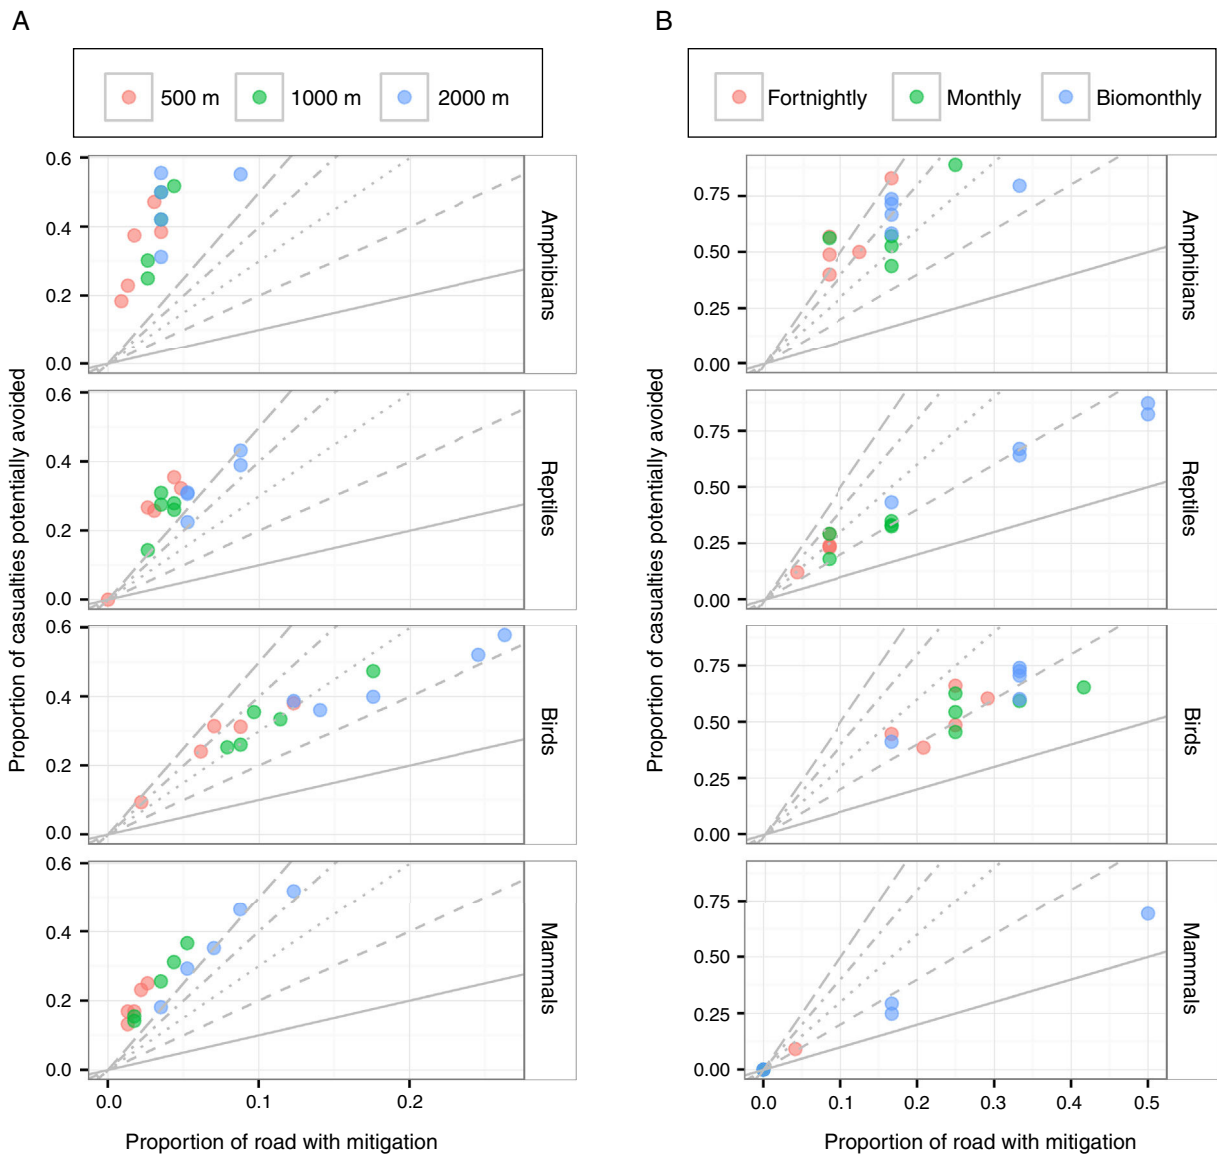 A
500 m 1000 m 2000 m
0.6
0.4
0.2
0.0
Amphibians
0.6
0.4
0.2
0.0
Reptiles
0.6
0.4
0.2
0.0
Birds
0.6
0.4
0.2
0.0
Mammals
0.0 0.1 0.2
Proportion of casualties potentially avoided
Proportion of road with mitigation
B
Fortnightly Monthly Biomonthly
0.75
0.50
0.25
0.00
Amphibians
0.75
0.50
0.25
0.00
Reptiles
0.75
0.50
0.25
0.00
Birds
0.75
0.50
0.25
0.00
Mammals
0.0 0.1 0.2 0.3 0.4 0.5
Proportion of casualties potentially avoided
Proportion of road with mitigation